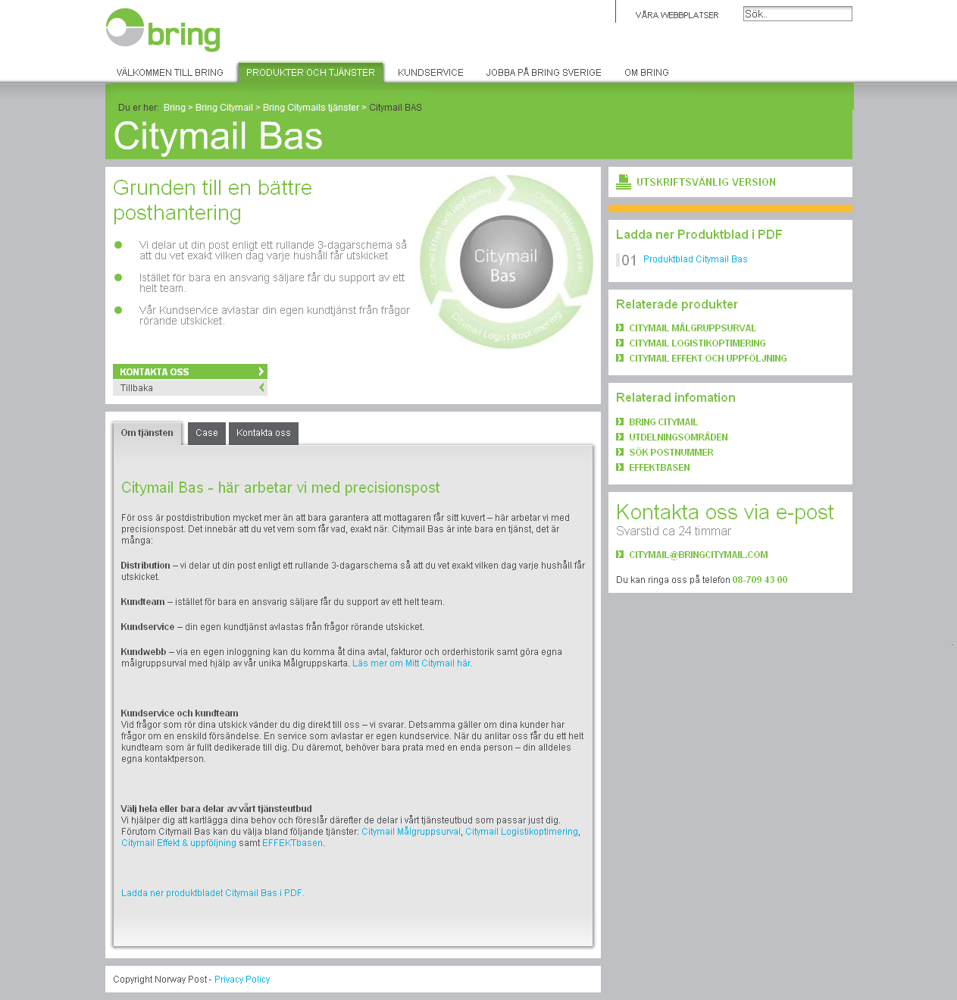 bring
VÅRA WEBBPLATSER
Sök..
VÄLKOMMEN TILL BRING
PRODUKTER OCH TJÄNSTER
KUNDSERVICE
JOBBA PÅ BRING SVERIGE
OM BRING
Du er her: Bring > Bring Citymail > Bring Citymails tjänster > Citymail BAS
Citymail Bas
Grunden till en bättre
posthantering
Vi delar ut din post enligt ett rullande 3-dagarschema så
att du vet exakt vilken dag varje hushåll får utskicket
Istället för bara en ansvarig säljare får du support av ett
helt team.
Vår Kundservice avlastar din egen kundtjänst från frågor
rörande utskicket.
Citymail Effekt och uppföljning
Citymail Målgruppsurval
Citymail Logistikoptimering
Citymail
Bas
KONTAKTA OSS
Tillbaka
Om tjänsten
Case
Kontakta oss
Citymail Bas - här arbetar vi med precisionspost
För oss är postdistribution mycket mer än att bara garantera att mottagaren får sitt kuvert – här arbetar vi med
precisionspost. Det innebär att du vet vem som får vad, exakt när. Citymail Bas är inte bara en tjänst, det är
många:
Distribution – vi delar ut din post enligt ett rullande 3-dagarschema så att du vet exakt vilken dag varje hushåll får
utskicket.
Kundteam – istället för bara en ansvarig säljare får du support av ett helt team.
Kundservice – din egen kundtjänst avlastas från frågor rörande utskicket.
Kundwebb – via en egen inloggning kan du komma åt dina avtal, fakturor och orderhistorik samt göra egna
målgruppsurval med hjälp av vår unika Målgruppskarta. Läs mer om Mitt Citymail här.
Kundservice och kundteam
Vid frågor som rör dina utskick vänder du dig direkt till oss – vi svarar. Detsamma gäller om dina kunder har
frågor om en enskild försändelse. En service som avlastar er egen kundservice. När du anlitar oss får du ett helt
kundteam som är fullt dedikerade till dig. Du däremot, behöver bara prata med en enda person – din alldeles
egna kontaktperson.
Välj hela eller bara delar av vårt tjänsteutbud
Vi hjälper dig att kartlägga dina behov och föreslår därefter de delar i vårt tjänsteutbud som passar just dig.
Förutom Citymail Bas kan du välja bland följande tjänster: Citymail Målgruppsurval, Citymail Logistikoptimering,
Citymail Effekt & uppföljning samt EFFEKTbasen.
Ladda ner produktbladet Citymail Bas i PDF.
Copyright Norway Post - Privacy Policy
UTSKRIFTSVÄNLIG VERSION
Ladda ner Produktblad i PDF
01 Produktblad Citymail Bas
Relaterade produkter
CITYMAIL MÅLGRUPPSURVAL
CITYMAIL LOGISTIKOPTIMERING
CITYMAIL EFFEKT OCH UPPFÖLJNING
Relaterad infomation
BRING CITYMAIL
UTDELNINGSOMRÅDEN
SÖK POSTNUMMER
EFFEKTBASEN
Kontakta oss via e-post
Svarstid ca 24 timmar
CITYMAIL@BRINGCITYMAIL.COM
Du kan ringa oss på telefon 08-709 43 00